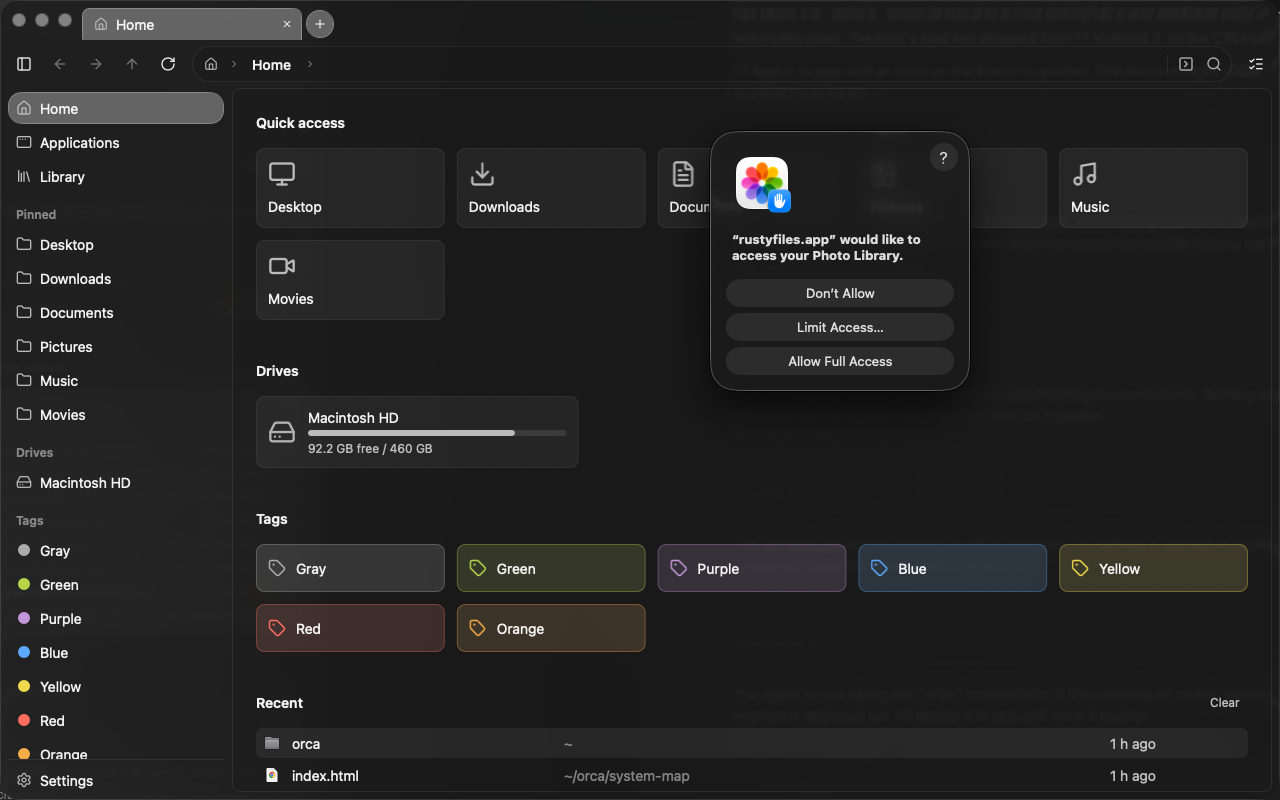 Home
Home
Home
Applications
Library
Pinned
Desktop
Downloads
Documents
Pictures
Music
Movies
Drives
Macintosh HD
Tags
Gray
Green
Purple
Blue
Yellow
Red
Orange
Settings
Quick access
Desktop
Downloads
Docum
Music
Movies
?
“rustyfiles.app” would like to
access your Photo Library.
Don’t Allow
Limit Access...
Allow Full Access
Drives
Macintosh HD
92.2 GB free / 460 GB
Tags
Gray
Green
Purple
Blue
Yellow
Red
Orange
Recent
Clear
orca ~ 1 h ago
index.html ~/orca/system-map 1 h ago